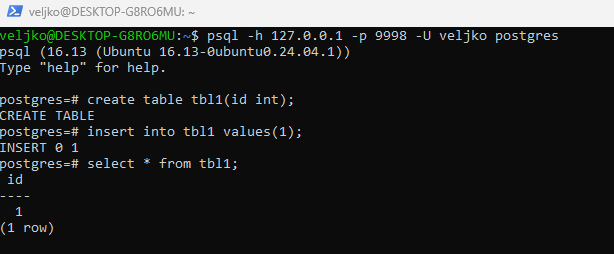 veljko@DESKTOP-G8RO6MU: ~
veljko@DESKTOP-G8RO6MU:~$ psql -h 127.0.0.1 -p 9998 -U veljko postgres
psql (16.13 (Ubuntu 16.13-0ubuntu0.24.04.1))
Type "help" for help.

postgres=# create table tbl1(id int);
CREATE TABLE
postgres=# insert into tbl1 values(1);
INSERT 0 1
postgres=# select * from tbl1;
 id
----
  1
(1 row)